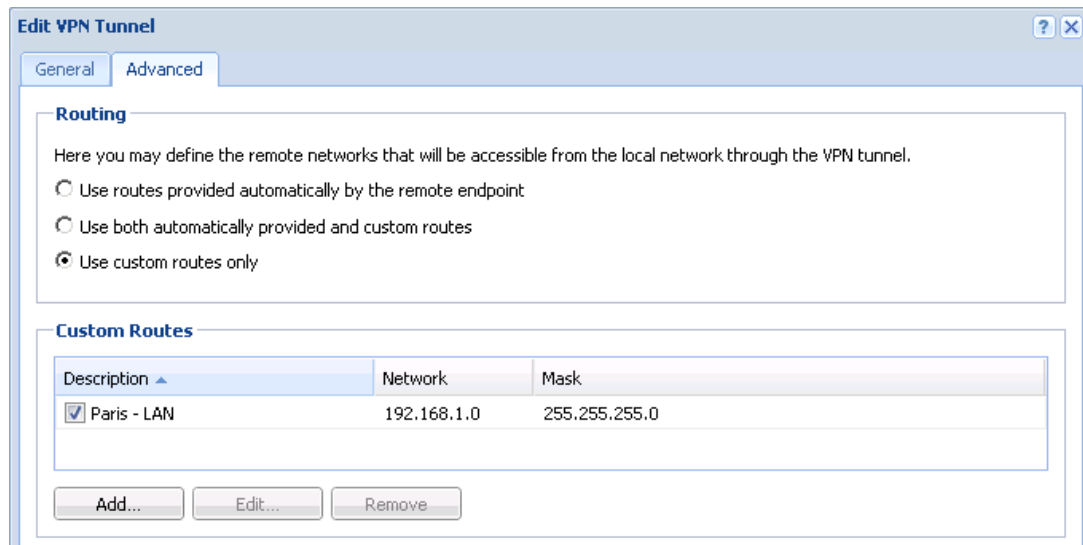 Edit VPN Tunnel
?
General Advanced
Routing
Here you may define the remote networks that will be accessible from the local network through the VPN tunnel.
Use routes provided automatically by the remote endpoint
Use both automatically provided and custom routes
Use custom routes only
Custom Routes
Description Network Mask
Paris - LAN 192.168.1.0 255.255.255.0
Add... Edit... Remove